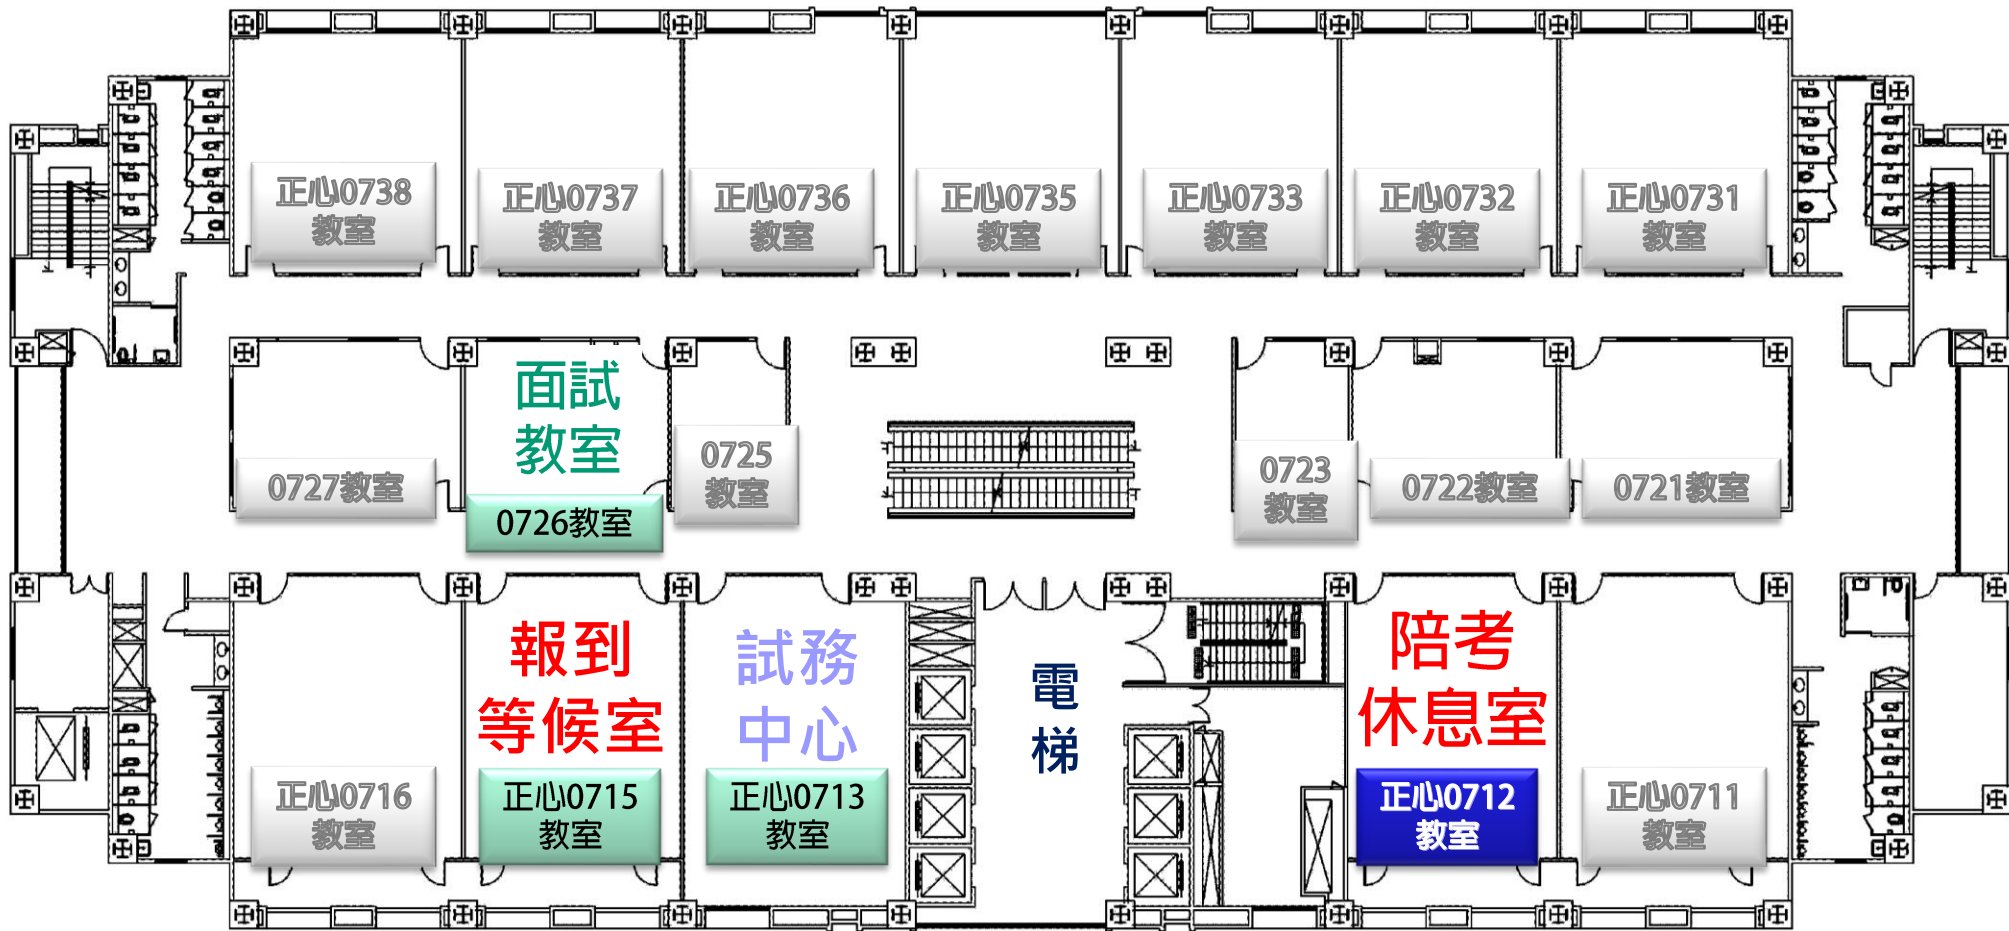 正心0738
教室
正心0737
教室
正心0736
教室
正心0735
教室
正心0733
教室
正心0732
教室
正心0731
教室
0727教室
面試
教室
0726教室
0725
教室
0723
教室
0722教室
0721教室
正心0716
教室
報到
等候室
正心0715
教室
試務
中心
正心0713
教室
電
梯
陪考
休息室
正心0712
教室
正心0711
教室